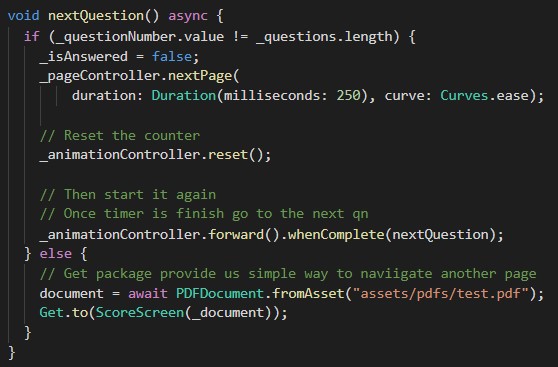 void nextQuestion() async {
if (_questionNumber.value != _questions.length) {
_isAnswered = false;
_pageController.nextPage(
duration: Duration(milliseconds: 250), curve: Curves.ease);
// Reset the counter
_animationController.reset();
// Then start it again
// Once timer is finish go to the next qn
_animationController.forward().whenComplete(nextQuestion);
} else {
// Get package provide us simple way to naviigate another page
document = await PDFDocument.fromAsset("assets/pdfs/test.pdf");
Get.to(ScoreScreen(_document));
}
}